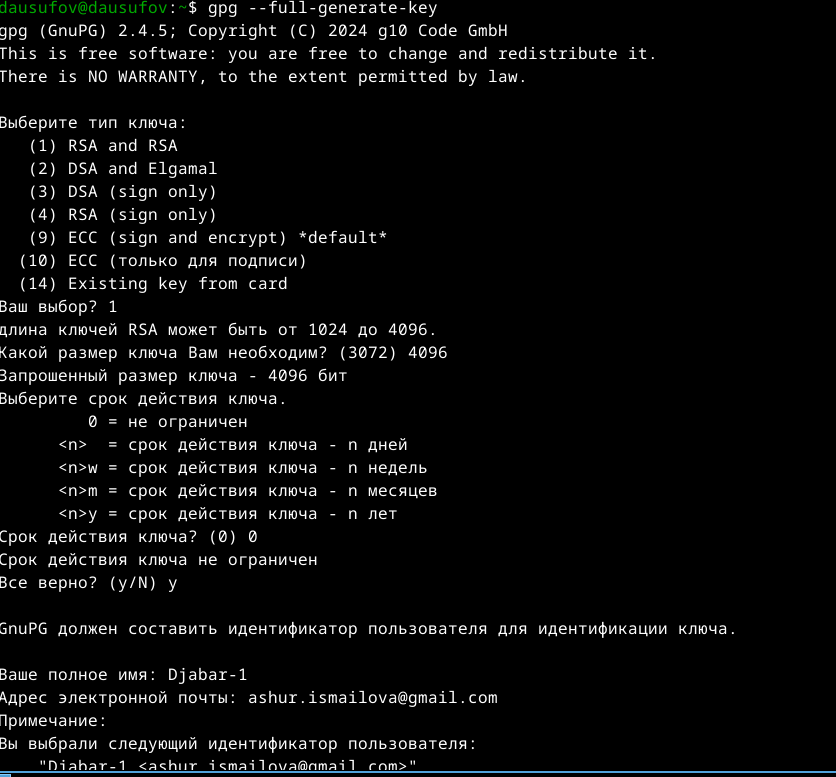 dausufov@dausufov:~$ gpg --full-generate-key
gpg (GnuPG) 2.4.5; Copyright (C) 2024 g10 Code GmbH
This is free software: you are free to change and redistribute it.
There is NO WARRANTY, to the extent permitted by law.
Выберите тип ключа:
(1) RSA and RSA
(2) DSA and Elgamal
(3) DSA (sign only)
(4) RSA (sign only)
(9) ECC (sign and encrypt) *default*
(10) ECC (только для подписи)
(14) Existing key from card
Ваш выбор? 1
длина ключей RSA может быть от 1024 до 4096.
Какой размер ключа Вам необходим? (3072) 4096
Запрошенный размер ключа - 4096 бит
Выберите срок действия ключа.
0 = не ограничен
<n>  = срок действия ключа - n дней
<n>w = срок действия ключа - n недель
<n>m = срок действия ключа - n месяцев
<n>y = срок действия ключа - n лет
Срок действия ключа? (0) 0
Срок действия ключа не ограничен
Все верно? (y/N) y
GnuPG должен составить идентификатор пользователя для идентификации ключа.
Ваше полное имя: Djabar-1
Адрес электронной почты: ashur.ismailova@gmail.com
Примечание:
Вы выбрали следующий идентификатор пользователя:
"Djabar-1 <ashur.ismailova@gmail.com>"